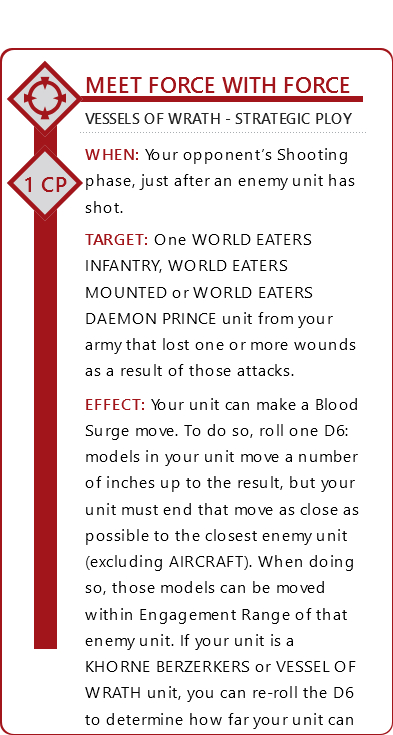 MEET FORCE WITH FORCE
VESSELS OF WRATH - STRATEGIC PLOY
WHEN: Your opponent's Shooting
phase, just after an enemy unit has
shot.
1 CP
TARGET: One WORLD EATERS
INFANTRY, WORLD EATERS
MOUNTED or WORLD EATERS
DAEMON PRINCE unit from your
army that lost one or more wounds
as a result of those attacks.
EFFECT: Your unit can make a Blood
Surge move. To do so, roll one D6:
models in your unit move a number
of inches up to the result, but your
unit must end that move as close as
possible to the closest enemy unit
(excluding AIRCRAFT). When doing
so, those models can be moved
within Engagement Range of that
enemy unit. If your unit is a
KHORNE BERZERKERS or VESSEL OF
WRATH unit, you can re-roll the D6
to determine how far your unit can